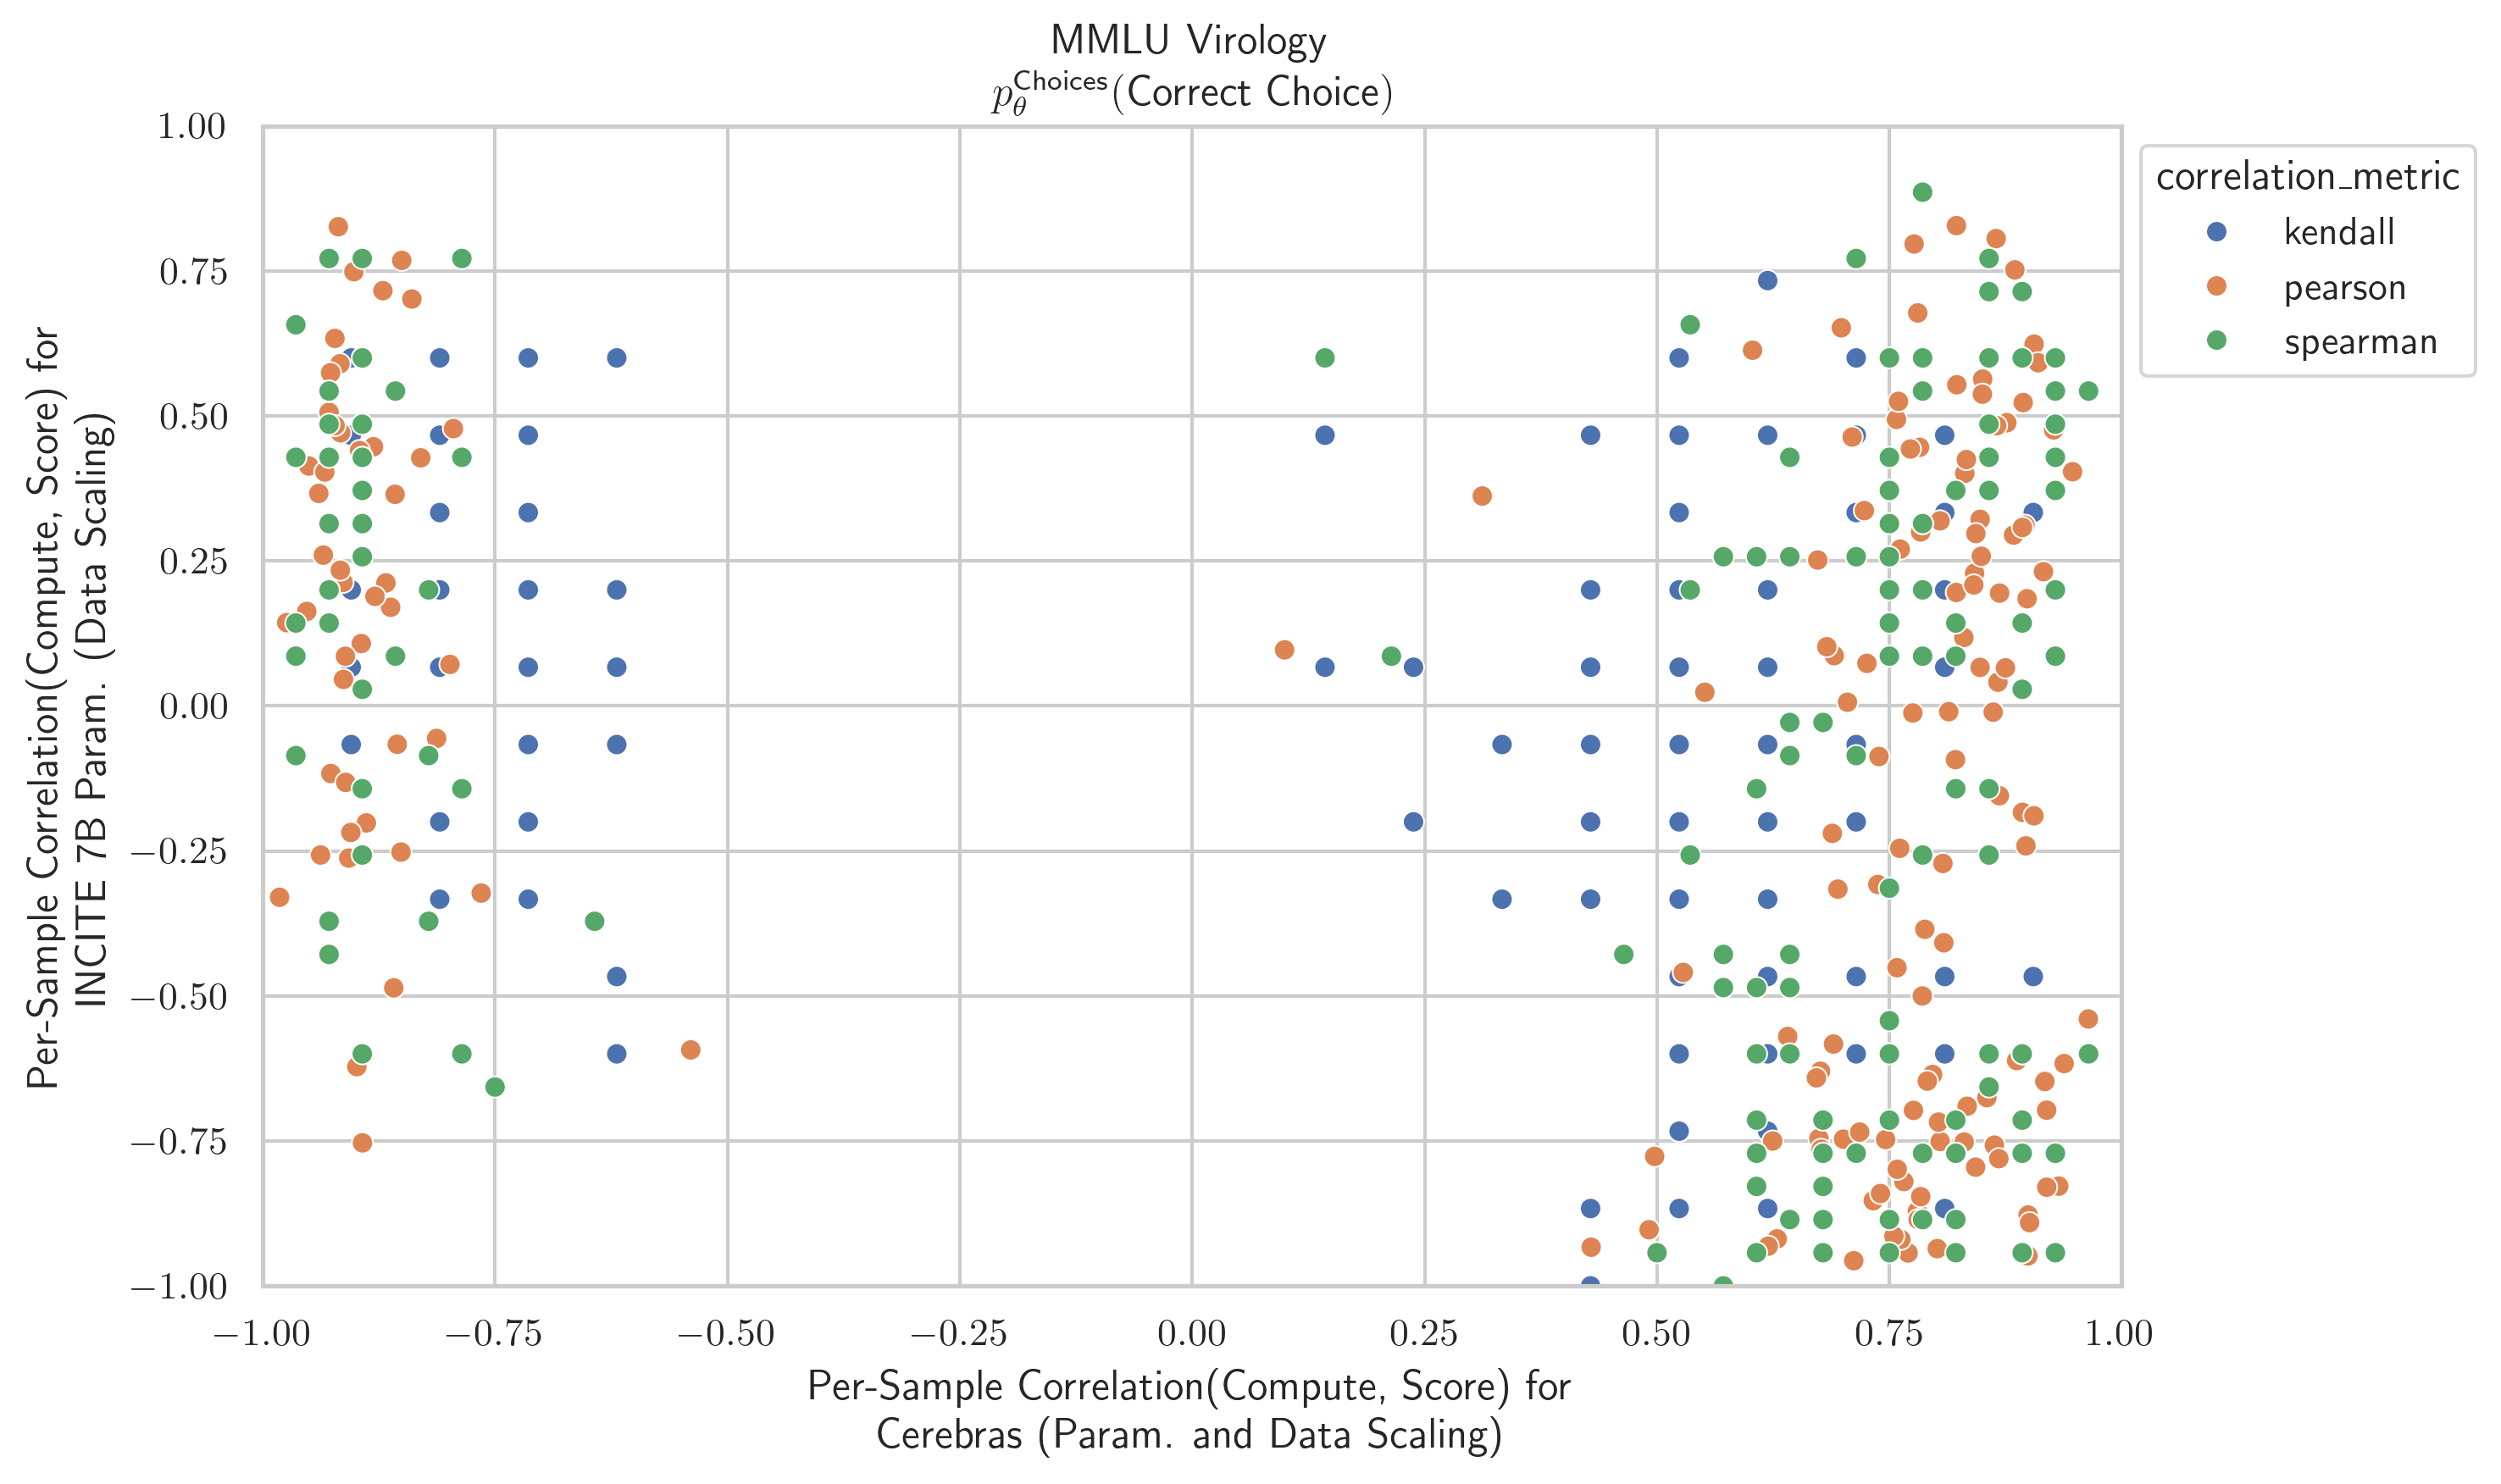 MMLU Virology
p_θ^Choices(Correct Choice)
1.00
0.75
0.50
0.25
0.00
−0.25
−0.50
−0.75
−1.00
Per-Sample Correlation(Compute, Score) for
INCITE 7B Param. (Data Scaling)
correlation_metric
kendall
pearson
spearman
−1.00 −0.75 −0.50 −0.25 0.00 0.25 0.50 0.75 1.00
Per-Sample Correlation(Compute, Score) for
Cerebras (Param. and Data Scaling)